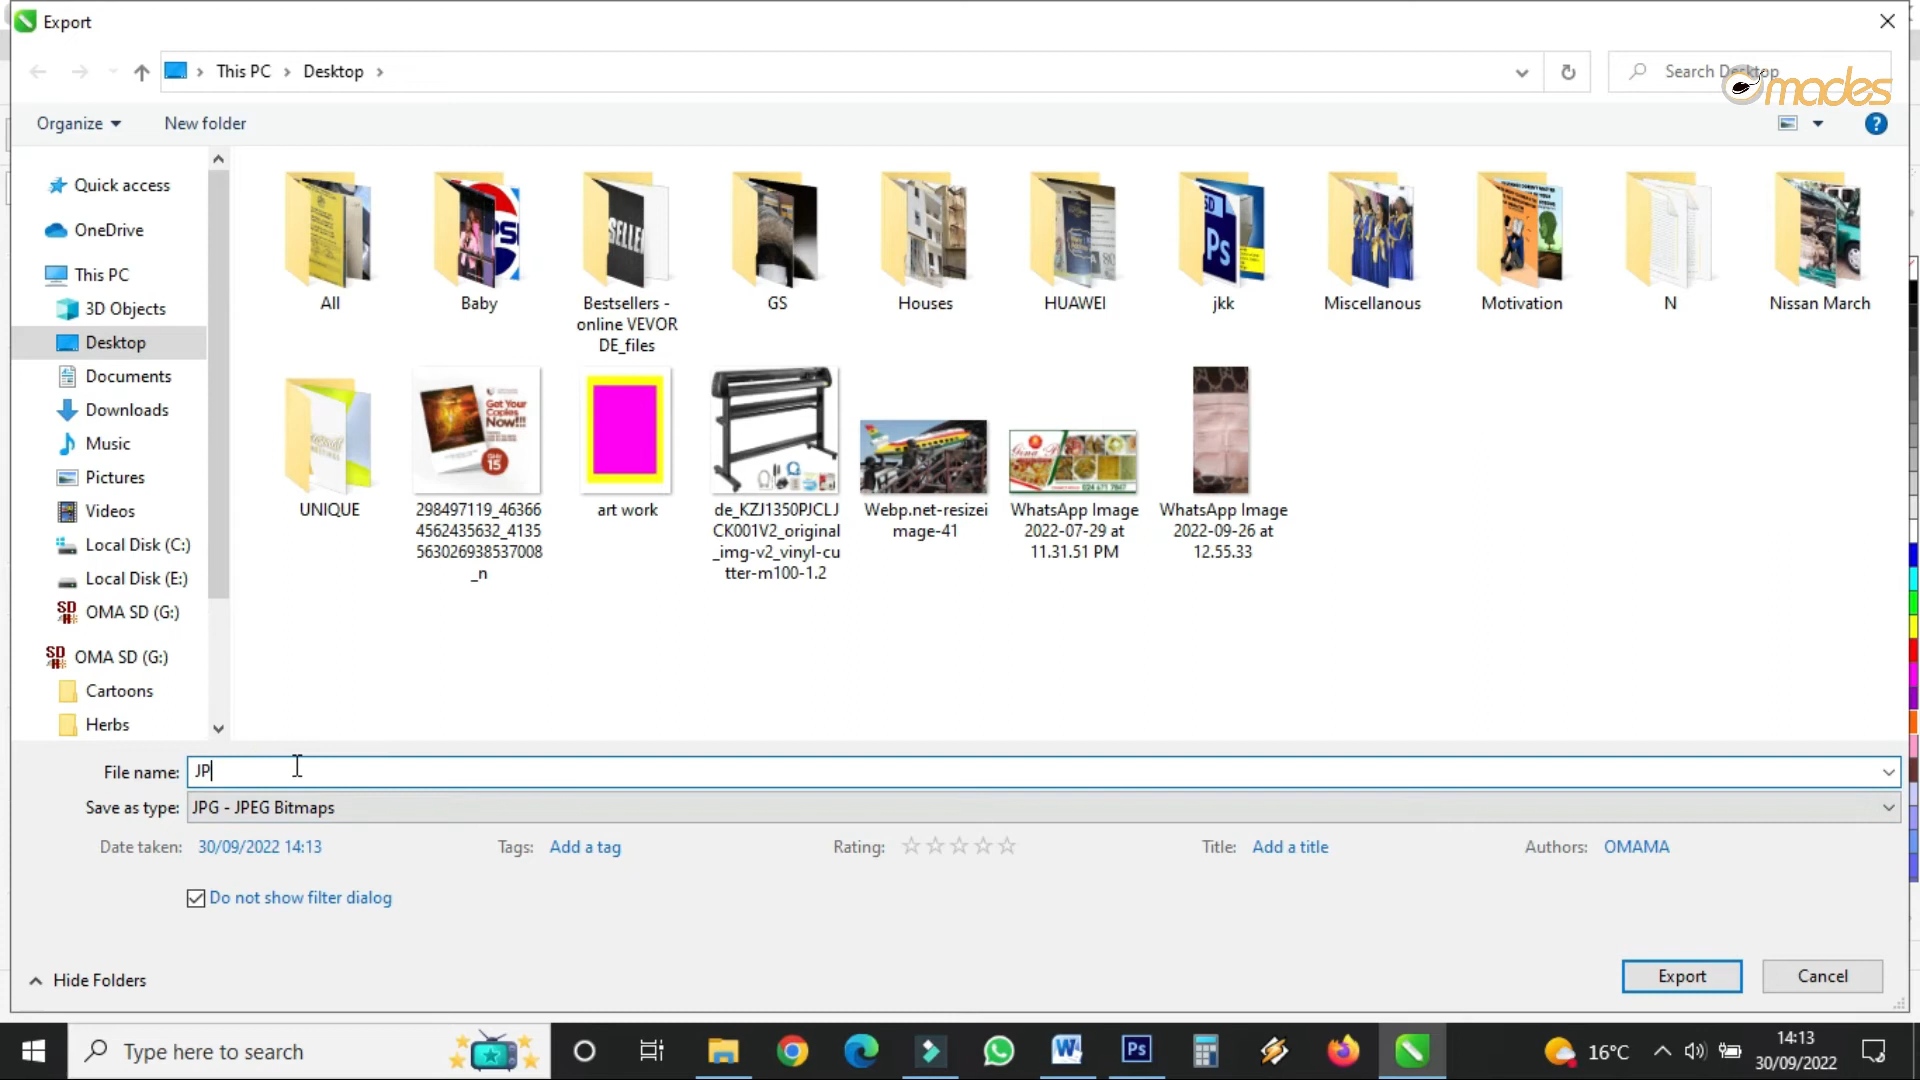 Export
This PC
Desktop
Search Desktop
Omades
Organize
New folder
Quick access
OneDrive
This PC
3D Objects
Desktop
Documents
Downloads
Music
Pictures
Videos
Local Disk (C:)
Local Disk (E:)
OMA SD (G:)
OMA SD (G:)
Cartoons
Herbs
All
Baby
Bestsellers -
online VEVOR
DE_files
GS
Houses
HUAWEI
jkk
Miscellanous
Motivation
N
Nissan March
UNIQUE
Get Your
Copies
Now!!!
15
298497119_46366
4562435632_4135
563026938537008
_n
art work
de_KZJ1350PJCLJ
CK001V2_original
_img-v2_vinyl-cu
tter-m100-1.2
Webp.net-resizei
mage-41
WhatsApp Image
2022-07-29 at
11.31.51 PM
WhatsApp Image
2022-09-26 at
12.55.33
File name: JP
Save as type: JPG - JPEG Bitmaps
Date taken: 30/09/2022 14:13
Tags: Add a tag
Rating:
Title: Add a title
Authors: OMAMA
Do not show filter dialog
Hide Folders
Export
Cancel
Type here to search
16°C
14:13
30/09/2022